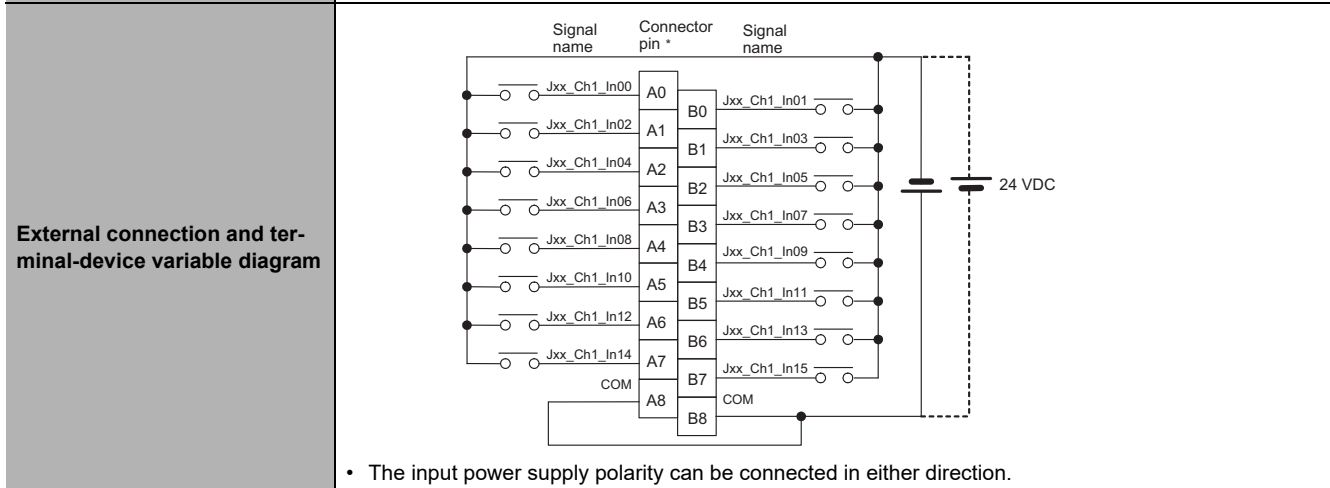 External connection and ter-
minal-device variable diagram
Signal name
Connector pin *
Signal name
Jxx_Ch1_In00 A0
B0 Jxx_Ch1_In01
Jxx_Ch1_In02 A1
B1 Jxx_Ch1_In03
Jxx_Ch1_In04 A2
B2 Jxx_Ch1_In05
Jxx_Ch1_In06 A3
B3 Jxx_Ch1_In07
Jxx_Ch1_In08 A4
B4 Jxx_Ch1_In09
Jxx_Ch1_In10 A5
B5 Jxx_Ch1_In11
Jxx_Ch1_In12 A6
B6 Jxx_Ch1_In13
Jxx_Ch1_In14 A7
B7 Jxx_Ch1_In15
COM A8
B8 COM
24 VDC
• The input power supply polarity can be connected in either direction.